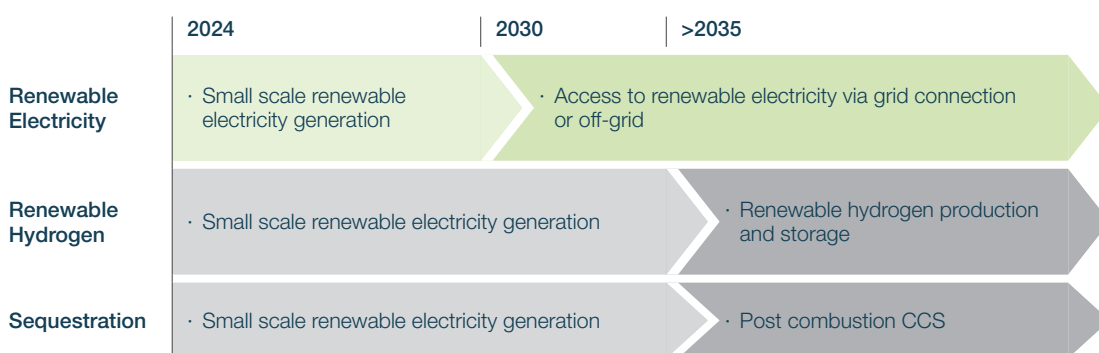 2024
2030
>2035
Renewable
Electricity
· Small scale renewable
electricity generation
· Access to renewable electricity via grid connection
or off-grid
Renewable
Hydrogen
· Small scale renewable electricity generation
· Renewable hydrogen production
and storage
Sequestration
· Small scale renewable electricity generation
· Post combustion CCS